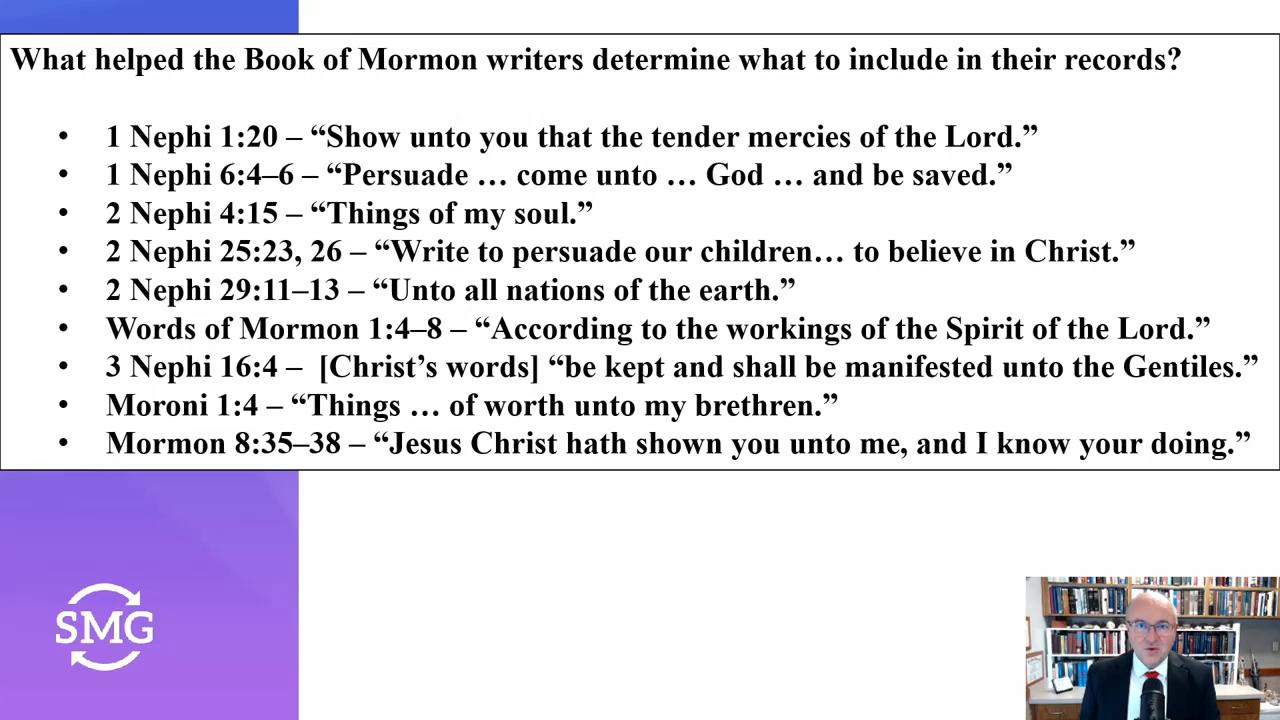 What helped the Book of Mormon writers determine what to include in their records?
• 1 Nephi 1:20 – “Show unto you that the tender mercies of the Lord.”
• 1 Nephi 6:4–6 – “Persuade … come unto … God … and be saved.”
• 2 Nephi 4:15 – “Things of my soul.”
• 2 Nephi 25:23, 26 – “Write to persuade our children… to believe in Christ.”
• 2 Nephi 29:11–13 – “Unto all nations of the earth.”
• Words of Mormon 1:4–8 – “According to the workings of the Spirit of the Lord.”
• 3 Nephi 16:4 – [Christ’s words] “be kept and shall be manifested unto the Gentiles.”
• Moroni 1:4 – “Things … of worth unto my brethren.”
• Mormon 8:35–38 – “Jesus Christ hath shown you unto me, and I know your doing.”
SMG